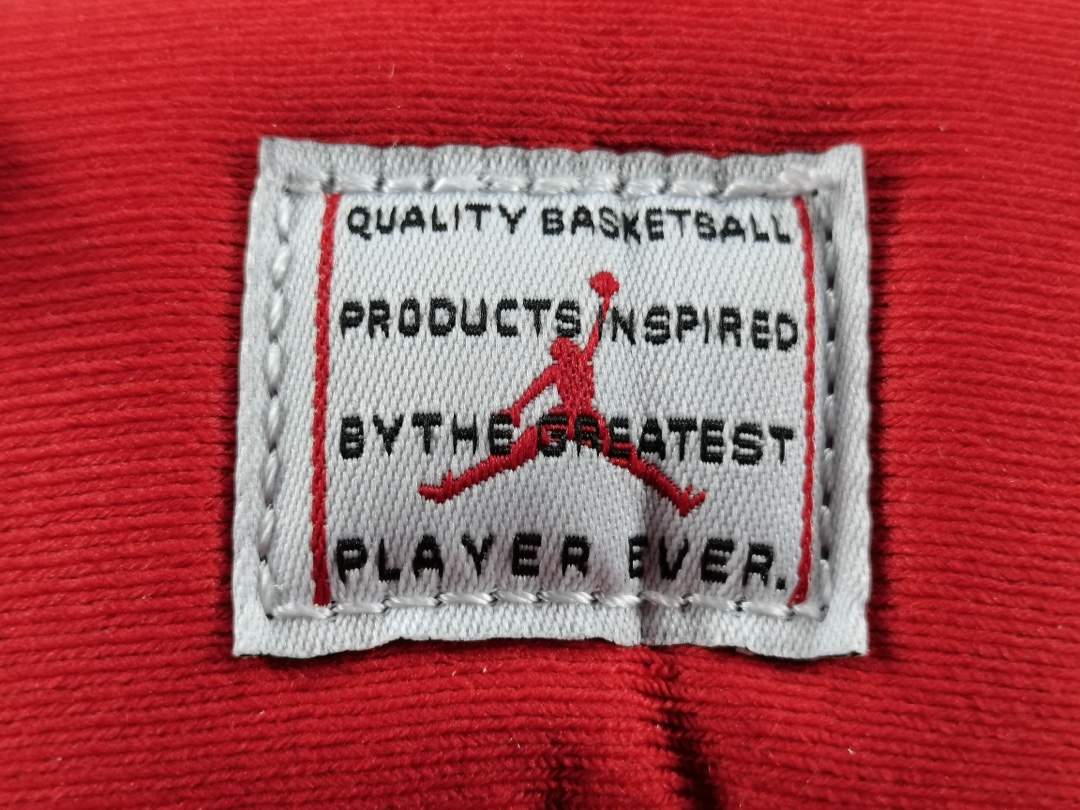 QUALITY BASKETBALL
PRODUCTS INSPIRED
BY THE GREATEST
PLAYER EVER.